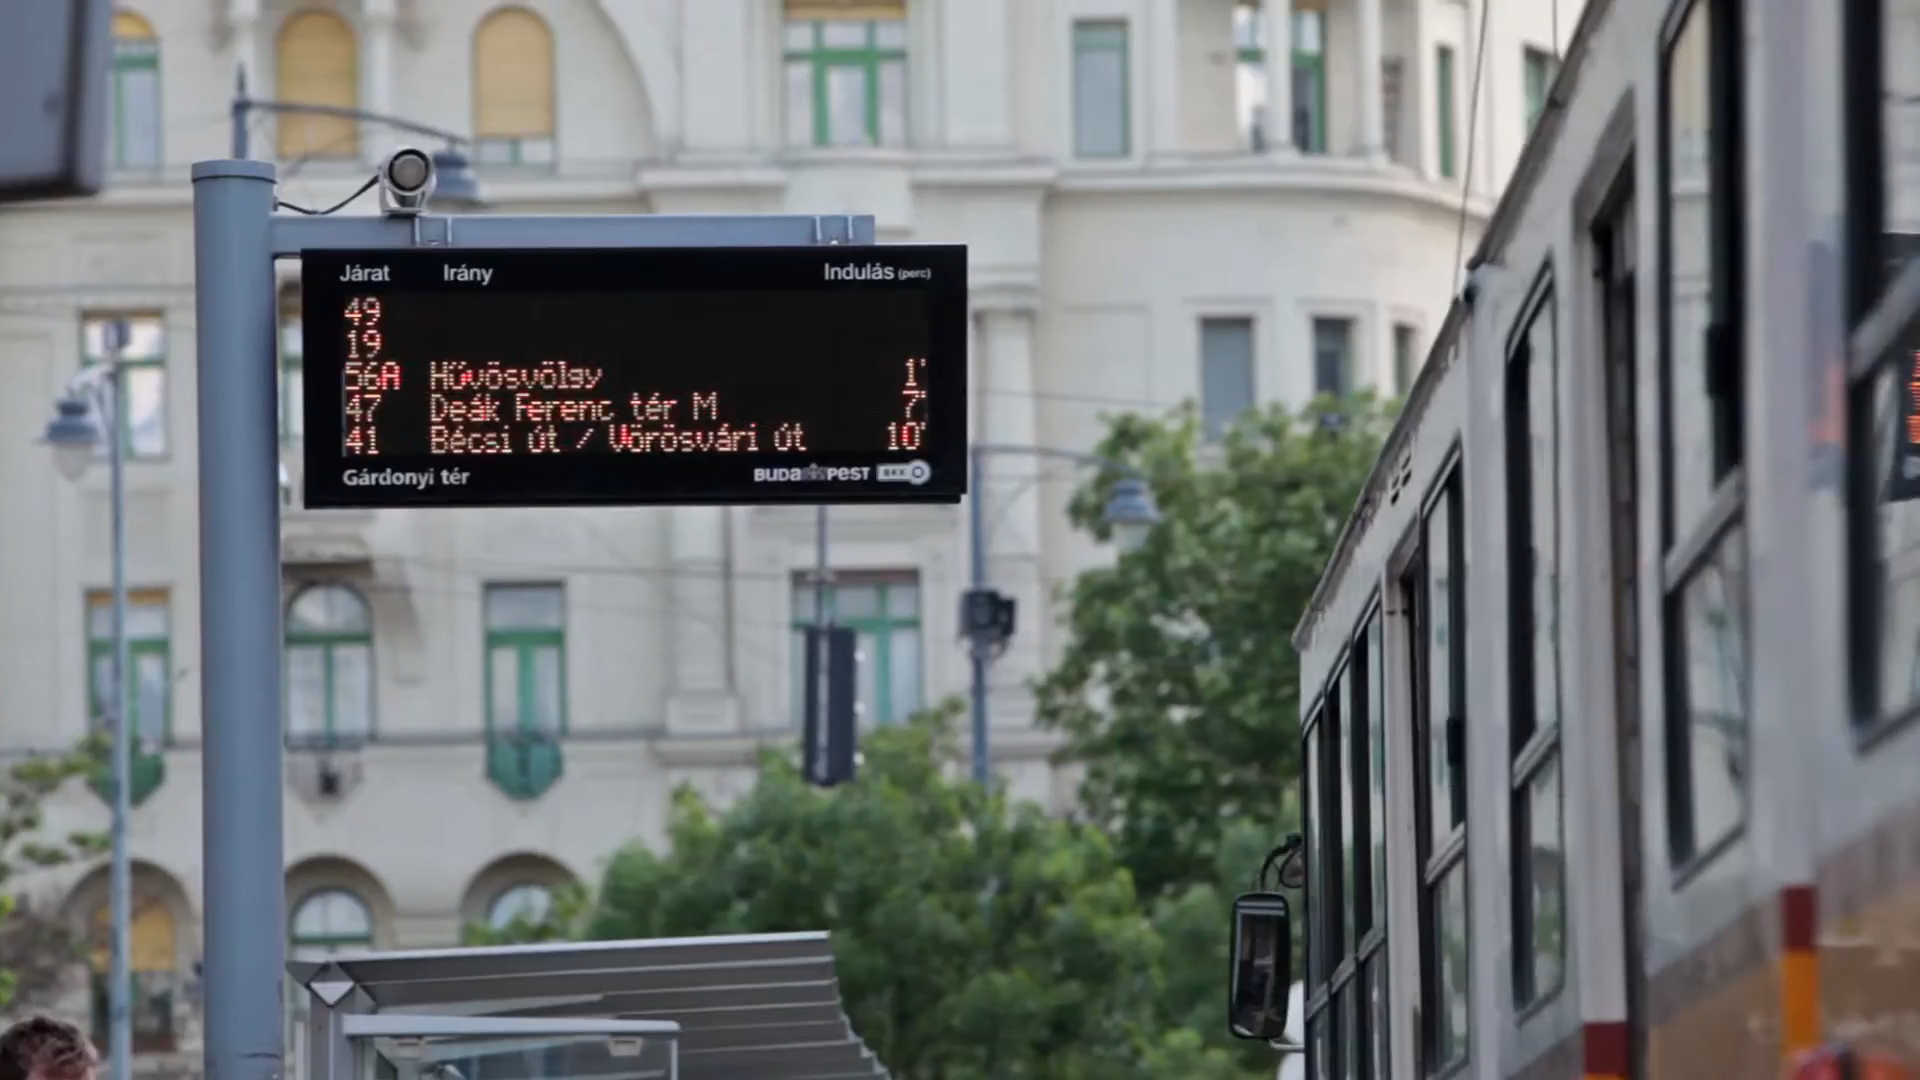 Járat Irány Indulás (perc)
49
19
56A Hűvösvölgy 1'
47 Deák Ferenc tér M 7'
41 Bécsi út / Vörösvári út 10'
Gárdonyi tér BUDAPEST BKK